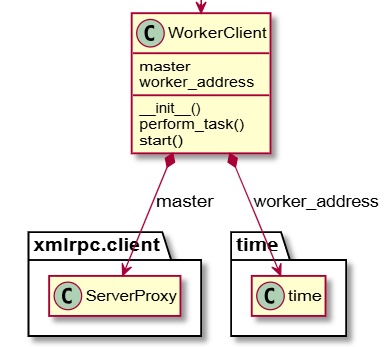 C WorkerClient
master
worker_address
__init__()
perform_task()
start()
master
worker_address
xmlrpc.client
time
C ServerProxy
C time